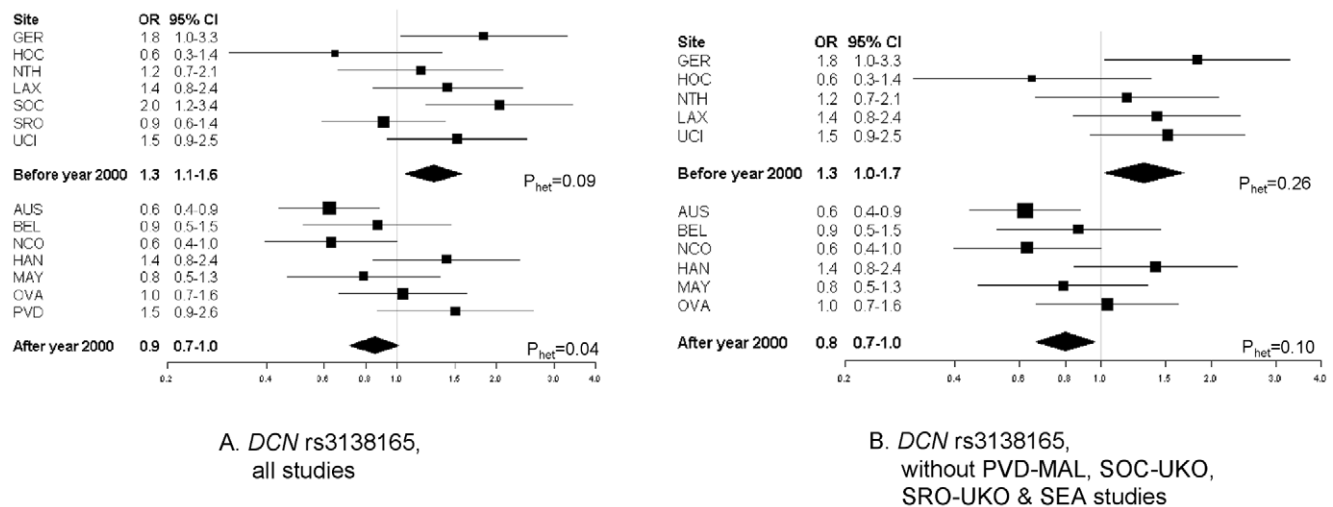 Site OR 95% CI
GER 1.8 1.0-3.3
HOC 0.6 0.3-1.4
NTH 1.2 0.7-2.1
LAX 1.4 0.8-2.4
SOC 2.0 1.2-3.4
SRO 0.9 0.6-1.4
UCI 1.5 0.9-2.5
Before year 2000 1.3 1.1-1.6
Phet=0.09
AUS 0.6 0.4-0.9
BEL 0.9 0.5-1.5
NCO 0.6 0.4-1.0
HAN 1.4 0.8-2.4
MAY 0.8 0.5-1.3
OVA 1.0 0.7-1.6
PVD 1.5 0.9-2.6
After year 2000 0.9 0.7-1.0
Phet=0.04
0.2 0.4 0.6 0.8 1.0 1.5 2.0 3.0 4.0
A. DCN rs3138165,
all studies
Site OR 95% CI
GER 1.8 1.0-3.3
HOC 0.6 0.3-1.4
NTH 1.2 0.7-2.1
LAX 1.4 0.8-2.4
UCI 1.5 0.9-2.5
Before year 2000 1.3 1.0-1.7
Phet=0.26
AUS 0.6 0.4-0.9
BEL 0.9 0.5-1.5
NCO 0.6 0.4-1.0
HAN 1.4 0.8-2.4
MAY 0.8 0.5-1.3
OVA 1.0 0.7-1.6
After year 2000 0.8 0.7-1.0
Phet=0.10
0.2 0.4 0.6 0.8 1.0 1.5 2.0 3.0 4.0
B. DCN rs3138165,
without PVD-MAL, SOC-UKO,
SRO-UKO & SEA studies